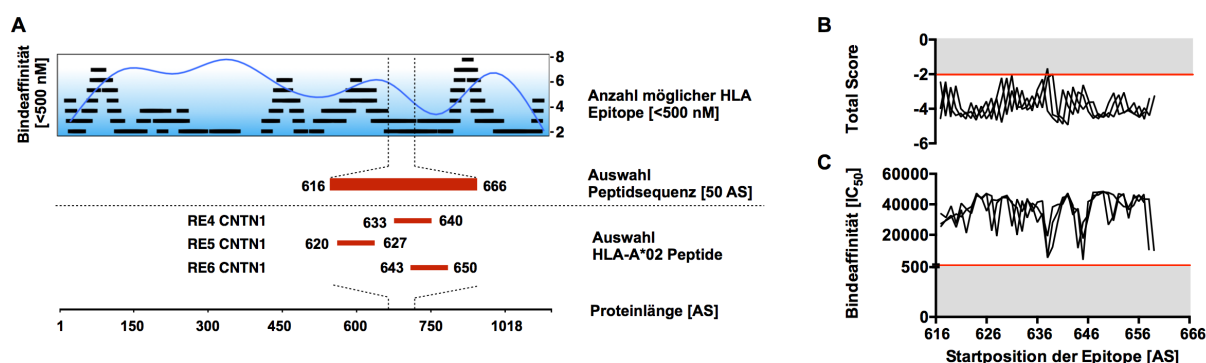 A
Bindeaffinität
[<500 nM]
8
6
4
2
Anzahl möglicher HLA
Epitope [<500 nM]
616
666
Auswahl
Peptidsequenz [50 AS]
RE4 CNTN1
633
640
RE5 CNTN1
620
627
RE6 CNTN1
643
650
Auswahl
HLA-A*02 Peptide
1
150
300
450
600
750
1018
Proteinlänge [AS]
B
Total Score
0
-2
-4
-6
C
Bindeaffinität [IC50]
60000
40000
20000
500
0
616
626
636
646
656
666
Startposition der Epitope [AS]